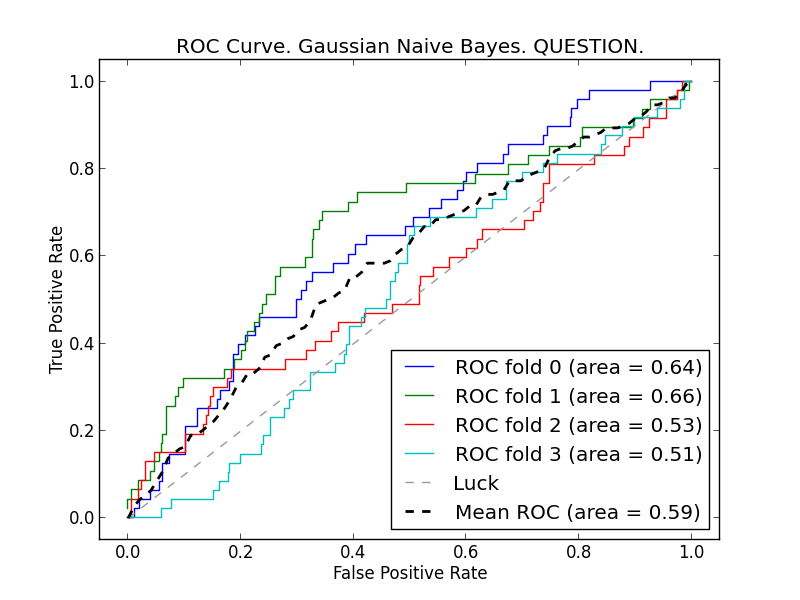 ROC Curve. Gaussian Naive Bayes. QUESTION.
True Positive Rate
1.0
0.8
0.6
0.4
0.2
0.0
ROC fold 0 (area = 0.64)
ROC fold 1 (area = 0.66)
ROC fold 2 (area = 0.53)
ROC fold 3 (area = 0.51)
Luck
Mean ROC (area = 0.59)
0.0 0.2 0.4 0.6 0.8 1.0
False Positive Rate